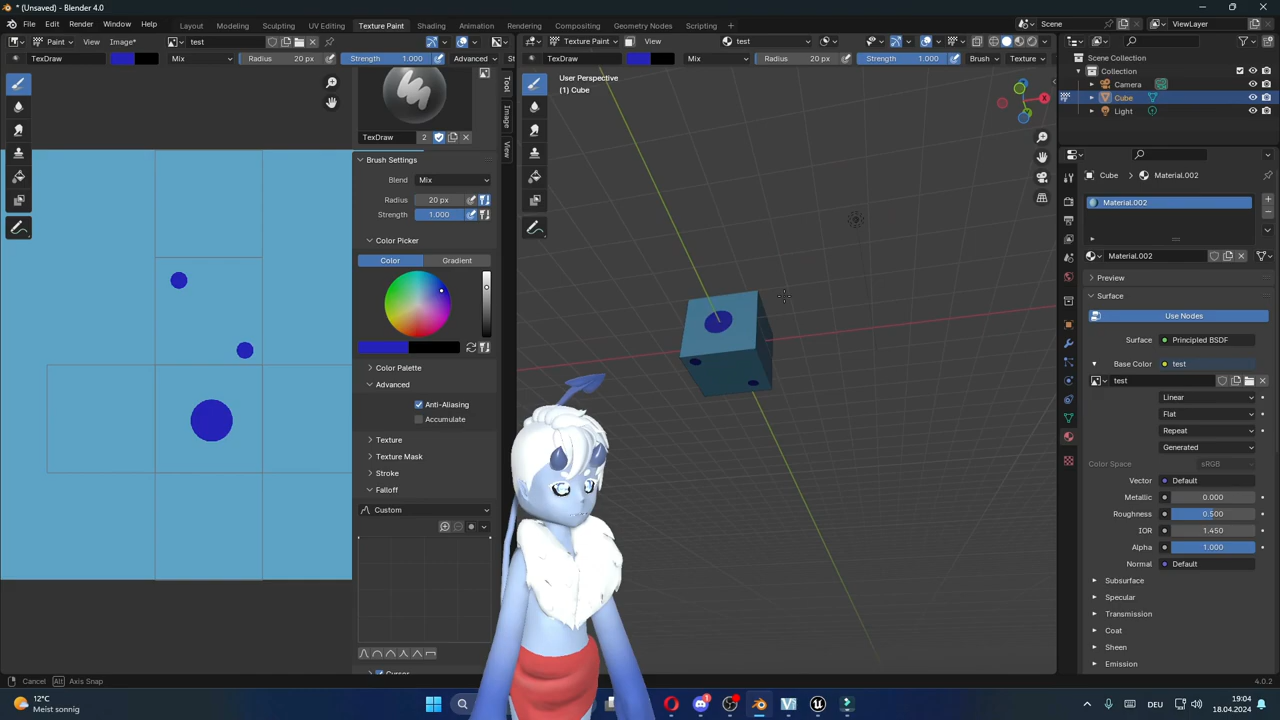 * (Unsaved) - Blender 4.0
File Edit Render Window Help Layout Modeling Sculpting UV Editing Texture Paint Shading Animation Rendering Compositing Geometry Nodes Scripting + Scene ViewLayer
Paint View Image* test Texture Paint View test
TexDraw Mix Radius 20 px Strength 1.000 Advanced TexDraw Mix Radius 20 px Strength 1.000 Brush Texture
Scene Collection
Collection
Camera
Cube
Light
User Perspective
(1) Cube
Tool
Image
View
TexDraw 2
Brush Settings
Blend Mix
Radius 20 px
Strength 1.000
Color Picker
Color Gradient
Color Palette
Advanced
Anti-Aliasing
Accumulate
Texture
Texture Mask
Stroke
Falloff
Custom
X
Cube Material.002
Material.002
Material.002
Preview
Surface
Use Nodes
Surface Principled BSDF
Base Color test
test
Linear
Flat
Repeat
Generated
Color Space sRGB
Vector Default
Metallic 0.000
Roughness 0.500
IOR 1.450
Alpha 1.000
Normal Default
Subsurface
Specular
Transmission
Coat
Sheen
Emission
Cancel Alt Axis Snap 4.0.2
12°C
Meist sonnig
1
DEU
19:04
18.04.2024